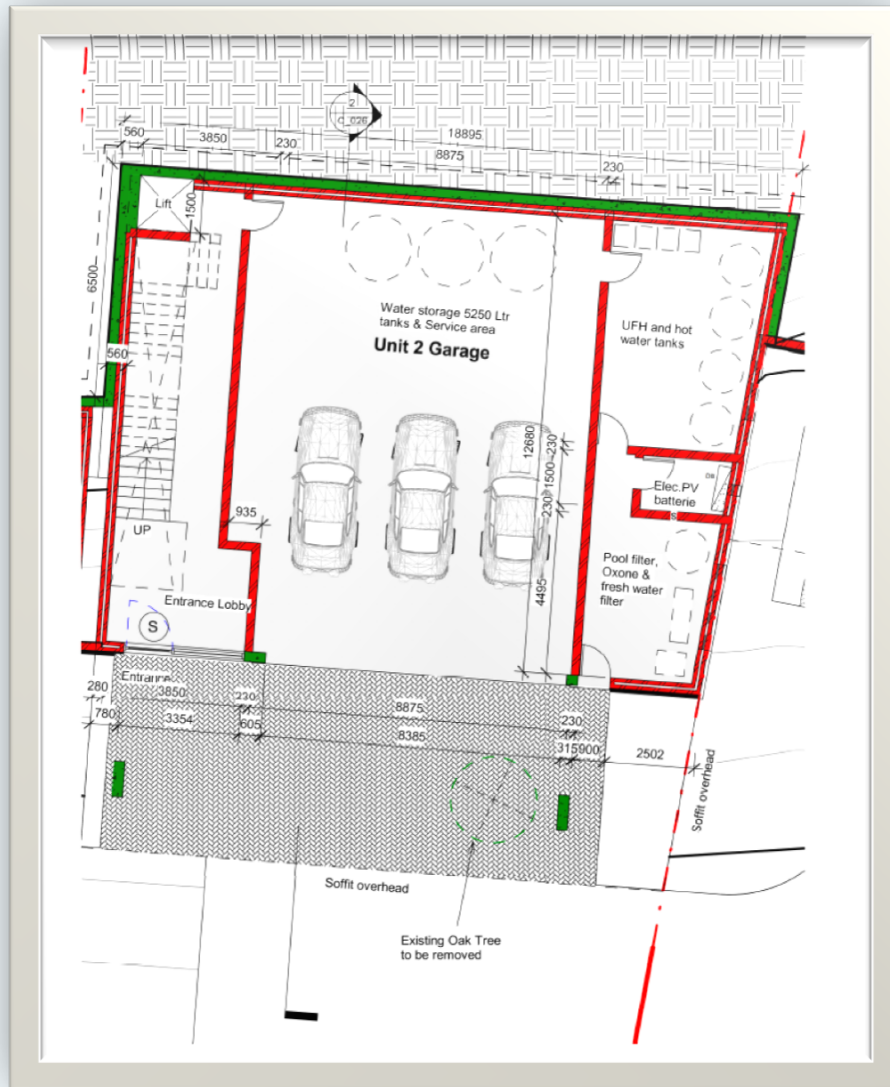 2
C_026
560
3850
230
18895
8875
230
Lift
1500
6500
Water storage 5250 Ltr
tanks & Service area
Unit 2 Garage
UFH and hot
water tanks
560
12680
230
1500
230
Elec.PV
batterie
DB
935
UP
4495
Pool filter,
Oxone &
fresh water
filter
Entrance Lobby
S
S
Entrance
280
3850
230
8875
230
780
3354
605
8385
315
900
2502
Soffit overhead
Soffit overhead
Existing Oak Tree
to be removed